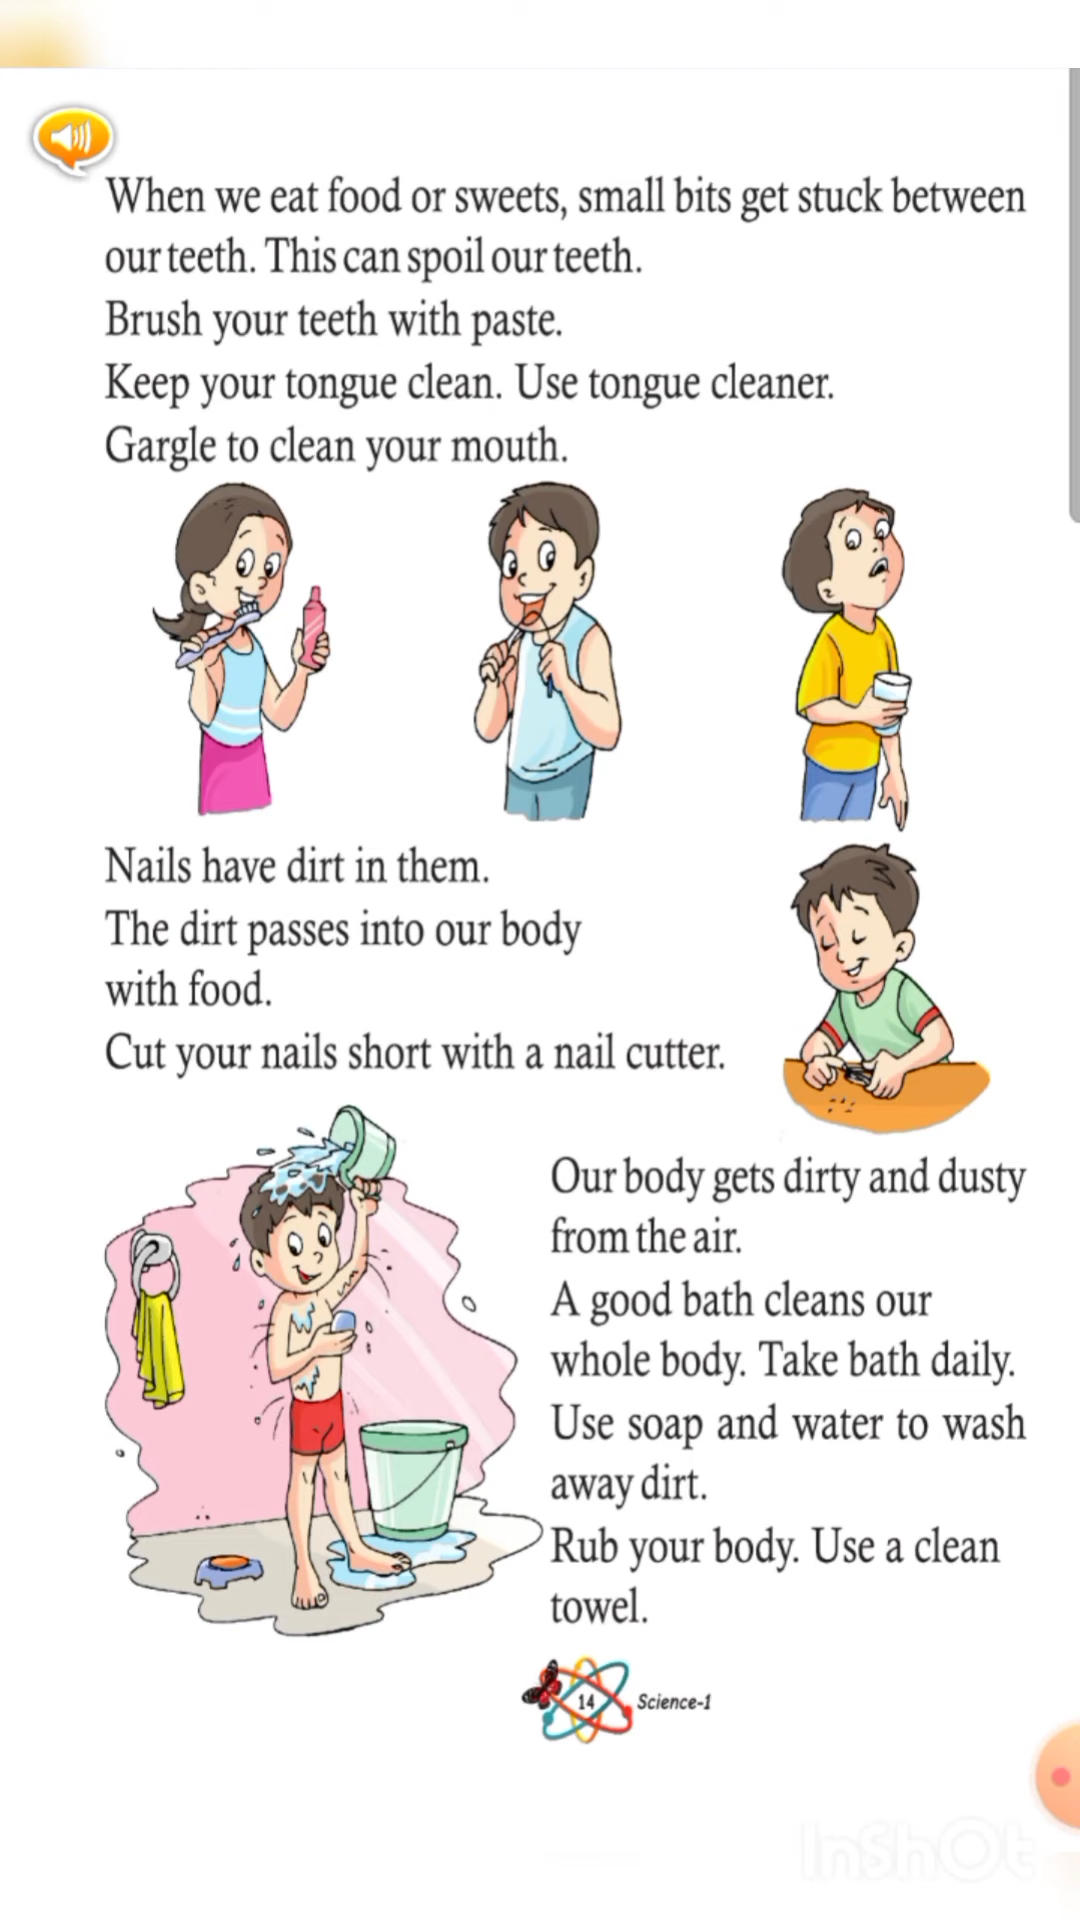 When we eat food or sweets, small bits get stuck between
our teeth. This can spoil our teeth.
Brush your teeth with paste.
Keep your tongue clean. Use tongue cleaner.
Gargle to clean your mouth.
Nails have dirt in them.
The dirt passes into our body
with food.
Cut your nails short with a nail cutter.
Our body gets dirty and dusty
from the air.
A good bath cleans our
whole body. Take bath daily.
Use soap and water to wash
away dirt.
Rub your body. Use a clean
towel.
14 Science-1
InShOt